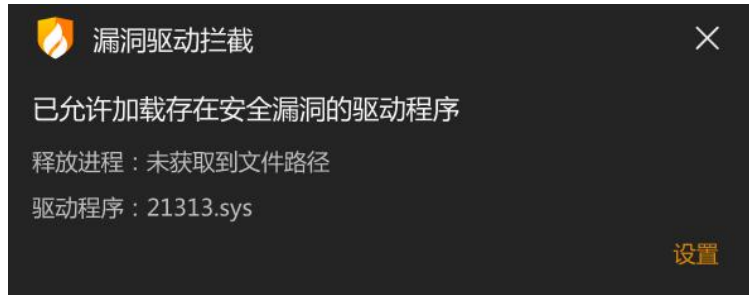 漏洞驱动拦截
已允许加载存在安全漏洞的驱动程序
释放进程：未获取到文件路径
驱动程序：21313.sys
设置